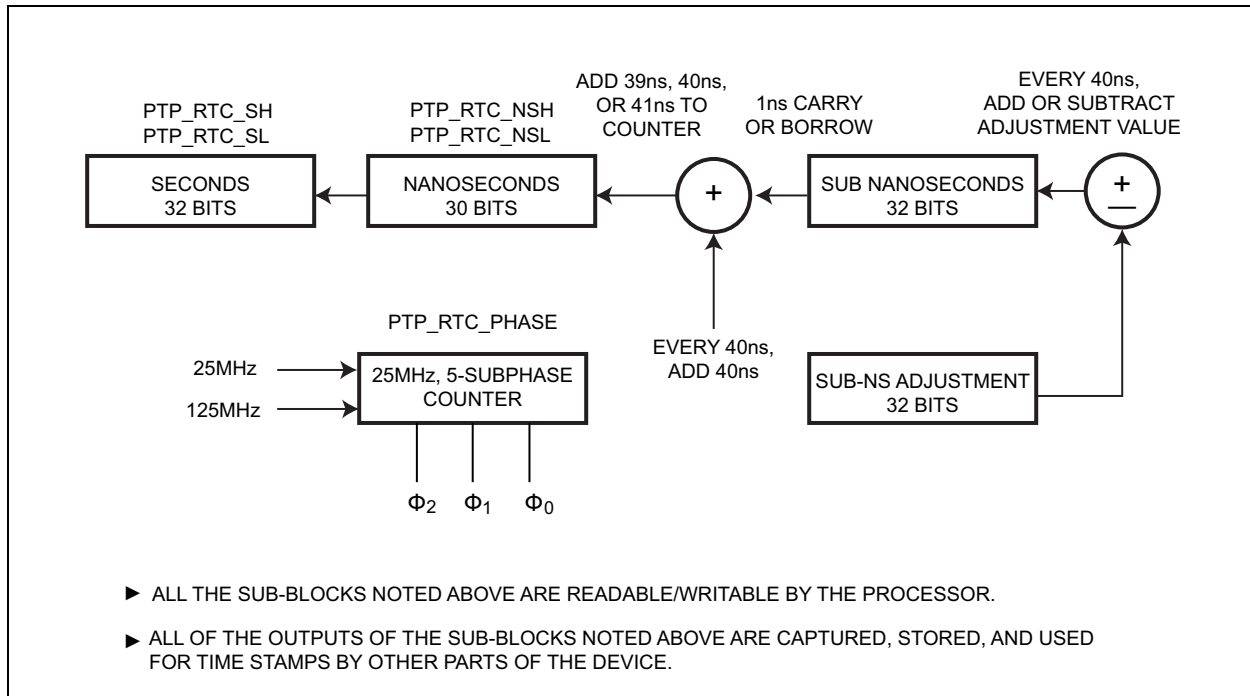 PTP_RTC_SH
PTP_RTC_SL
SECONDS
32 BITS
PTP_RTC_NSH
PTP_RTC_NSL
NANOSECONDS
30 BITS
ADD 39ns, 40ns,
OR 41ns TO
COUNTER
+
EVERY 40ns,
ADD 40ns
1ns CARRY
OR BORROW
SUB NANOSECONDS
32 BITS
EVERY 40ns,
ADD OR SUBTRACT
ADJUSTMENT VALUE
+
—
SUB-NS ADJUSTMENT
32 BITS
PTP_RTC_PHASE
25MHz
125MHz
25MHz, 5-SUBPHASE
COUNTER
Φ2 Φ1 Φ0
► ALL THE SUB-BLOCKS NOTED ABOVE ARE READABLE/WRITABLE BY THE PROCESSOR.
► ALL OF THE OUTPUTS OF THE SUB-BLOCKS NOTED ABOVE ARE CAPTURED, STORED, AND USED
FOR TIME STAMPS BY OTHER PARTS OF THE DEVICE.